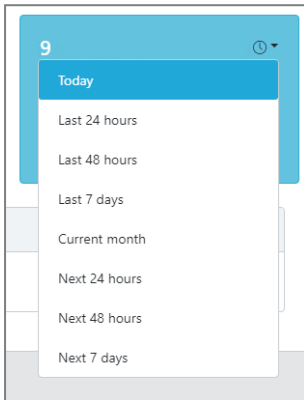 9
Today
Last 24 hours
Last 48 hours
Last 7 days
Current month
Next 24 hours
Next 48 hours
Next 7 days